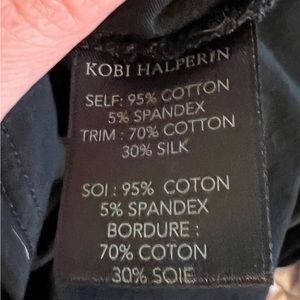 KOBI HALPERIN
SELF: 95% COTTON
5% SPANDEX
TRIM : 70% COTTON
30% SILK
SOI : 95% COTON
5% SPANDEX
BORDURE :
70% COTON
30% SOIE